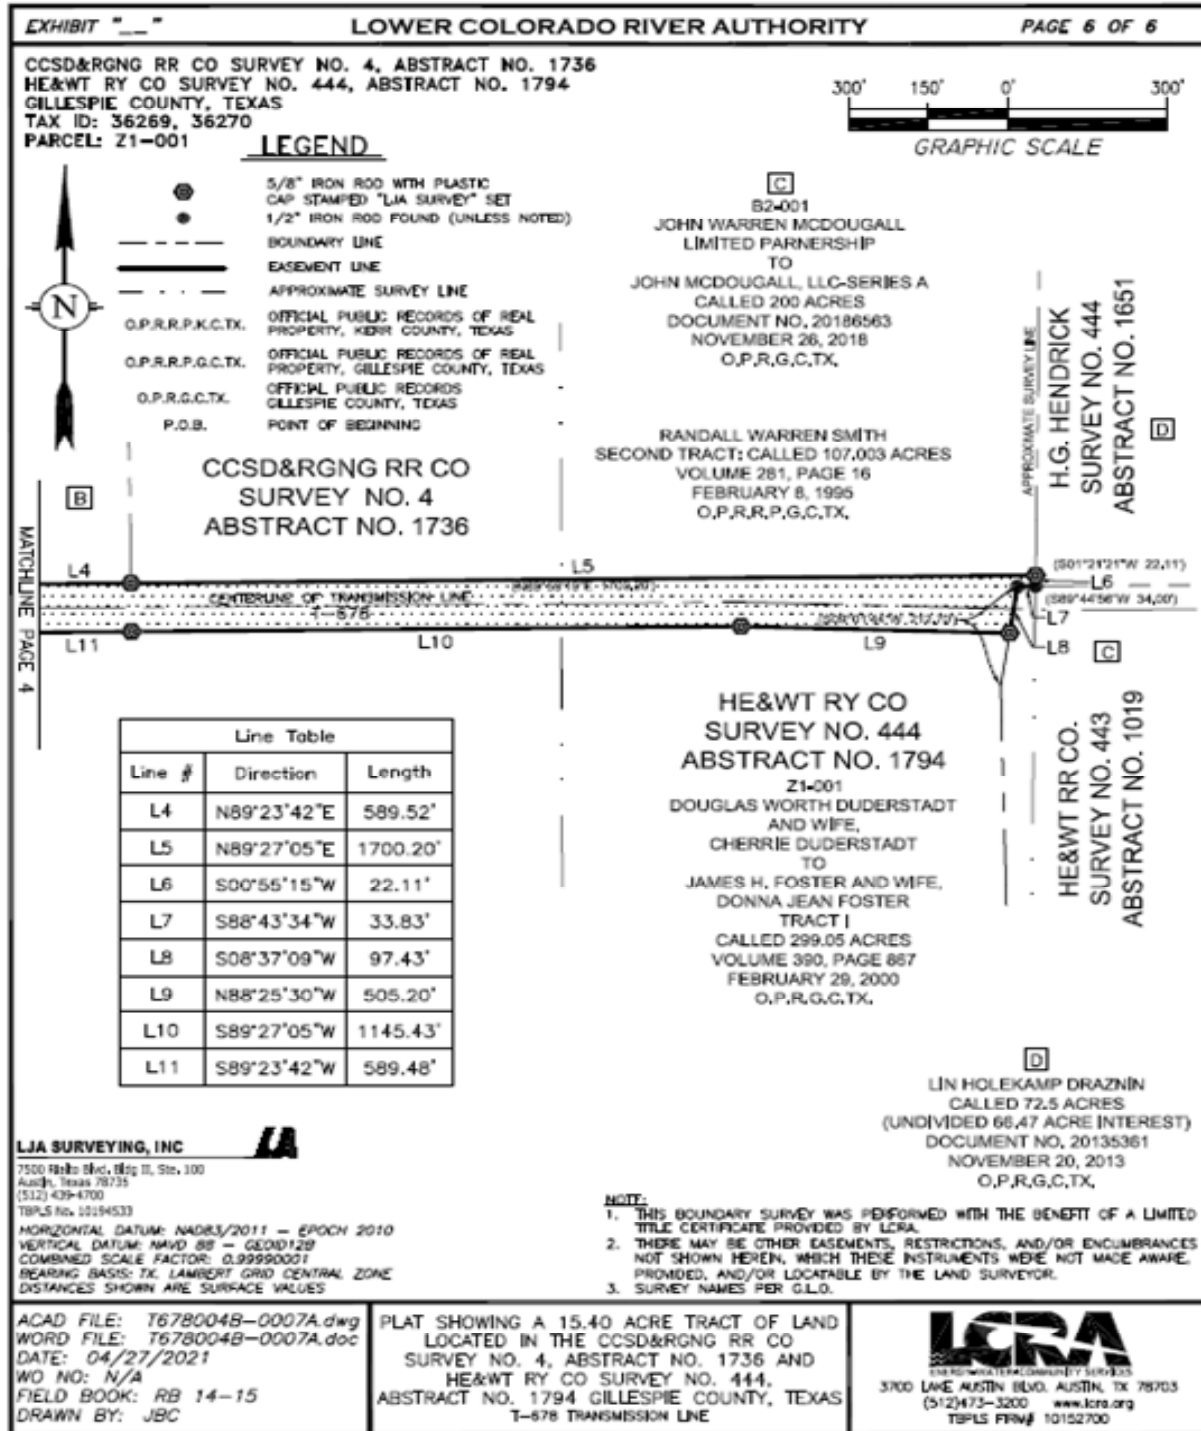 EXHIBIT "__"
LOWER COLORADO RIVER AUTHORITY
PAGE 6 OF 6
CCSD&RGNG RR CO SURVEY NO. 4, ABSTRACT NO. 1736
HE&WT RY CO SURVEY NO. 444, ABSTRACT NO. 1794
GILLESPIE COUNTY, TEXAS
TAX ID: 36269, 36270
PARCEL: Z1-001
300' 150' 0' 300'
GRAPHIC SCALE
LEGEND
5/8" IRON ROD WITH PLASTIC
CAP STAMPED "LJA SURVEY" SET
1/2" IRON ROD FOUND (UNLESS NOTED)
BOUNDARY LINE
EASEMENT LINE
APPROXIMATE SURVEY LINE
O.P.R.R.P.K.C.TX. OFFICIAL PUBLIC RECORDS OF REAL
PROPERTY, KERR COUNTY, TEXAS
O.P.R.R.P.G.C.TX. OFFICIAL PUBLIC RECORDS OF REAL
PROPERTY, GILLESPIE COUNTY, TEXAS
O.P.R.G.C.TX. OFFICIAL PUBLIC RECORDS
GILLESPIE COUNTY, TEXAS
P.O.B. POINT OF BEGINNING
N
C
B2-001
JOHN WARREN MCDOUGALL
LIMITED PARNERSHIP
TO
JOHN MCDOUGALL, LLC-SERIES A
CALLED 200 ACRES
DOCUMENT NO. 20186563
NOVEMBER 26, 2018
O.P.R.G.C.TX.
RANDALL WARREN SMITH
SECOND TRACT: CALLED 107.003 ACRES
VOLUME 281, PAGE 16
FEBRUARY 8, 1995
O.P.R.R.P.G.C.TX.
APPROXIMATE SURVEY LINE
H.G. HENDRICK
SURVEY NO. 444
ABSTRACT NO. 1651
D
B
CCSD&RGNG RR CO
SURVEY NO. 4
ABSTRACT NO. 1736
MATCHLINE PAGE 4
L4
L5
(S01°21'21"W 22.11)
L6
(S89°44'56"W 34.00')
CENTERLINE OF TRANSMISSION LINE
T-678
L7
L8
L11
L10
L9
C
HE&WT RY CO
SURVEY NO. 444
ABSTRACT NO. 1794
Z1-001
DOUGLAS WORTH DUDERSTADT
AND WIFE,
CHERRIE DUDERSTADT
TO
JAMES H. FOSTER AND WIFE,
DONNA JEAN FOSTER
TRACT I
CALLED 299.05 ACRES
VOLUME 390, PAGE 867
FEBRUARY 29, 2000
O.P.R.G.C.TX.
HE&WT RR CO.
SURVEY NO. 443
ABSTRACT NO. 1019
Line Table
Line # Direction Length
L4 N89°23'42"E 589.52'
L5 N89°27'05"E 1700.20'
L6 S00°55'15"W 22.11'
L7 S88°43'34"W 33.83'
L8 S08°37'09"W 97.43'
L9 N88°25'30"W 505.20'
L10 S89°27'05"W 1145.43'
L11 S89°23'42"W 589.48'
D
LIN HOLEKAMP DRAZNIN
CALLED 72.5 ACRES
(UNDIVIDED 66.47 ACRE INTEREST)
DOCUMENT NO. 20135361
NOVEMBER 20, 2013
O.P.R.G.C.TX.
LJA SURVEYING, INC
7500 Rialto Blvd, Bldg II, Ste. 100
Austin, Texas 78735
(512) 439-4700
TBPLS No. 10194533
HORIZONTAL DATUM: NAD83/2011 - EPOCH 2010
VERTICAL DATUM: NAVD 88 - GEOID12B
COMBINED SCALE FACTOR: 0.99990001
BEARING BASIS: TX. LAMBERT GRID CENTRAL ZONE
DISTANCES SHOWN ARE SURFACE VALUES
NOTE:
1. THIS BOUNDARY SURVEY WAS PERFORMED WITH THE BENEFIT OF A LIMITED
TITLE CERTIFICATE PROVIDED BY LCRA.
2. THERE MAY BE OTHER EASEMENTS, RESTRICTIONS, AND/OR ENCUMBRANCES
NOT SHOWN HEREIN, WHICH THESE INSTRUMENTS WERE NOT MADE AWARE,
PROVIDED, AND/OR LOCATABLE BY THE LAND SURVEYOR.
3. SURVEY NAMES PER G.L.O.
ACAD FILE: T678004B-0007A.dwg
WORD FILE: T678004B-0007A.doc
DATE: 04/27/2021
WO NO: N/A
FIELD BOOK: RB 14-15
DRAWN BY: JBC
PLAT SHOWING A 15.40 ACRE TRACT OF LAND
LOCATED IN THE CCSD&RGNG RR CO
SURVEY NO. 4, ABSTRACT NO. 1736 AND
HE&WT RY CO SURVEY NO. 444,
ABSTRACT NO. 1794 GILLESPIE COUNTY, TEXAS
T-678 TRANSMISSION LINE
LCRA
ENERGY•WATER•COMMUNITY SERVICES
3700 LAKE AUSTIN BLVD. AUSTIN, TX 78703
(512)473-3200 www.lcra.org
TBPLS FIRM# 10152700